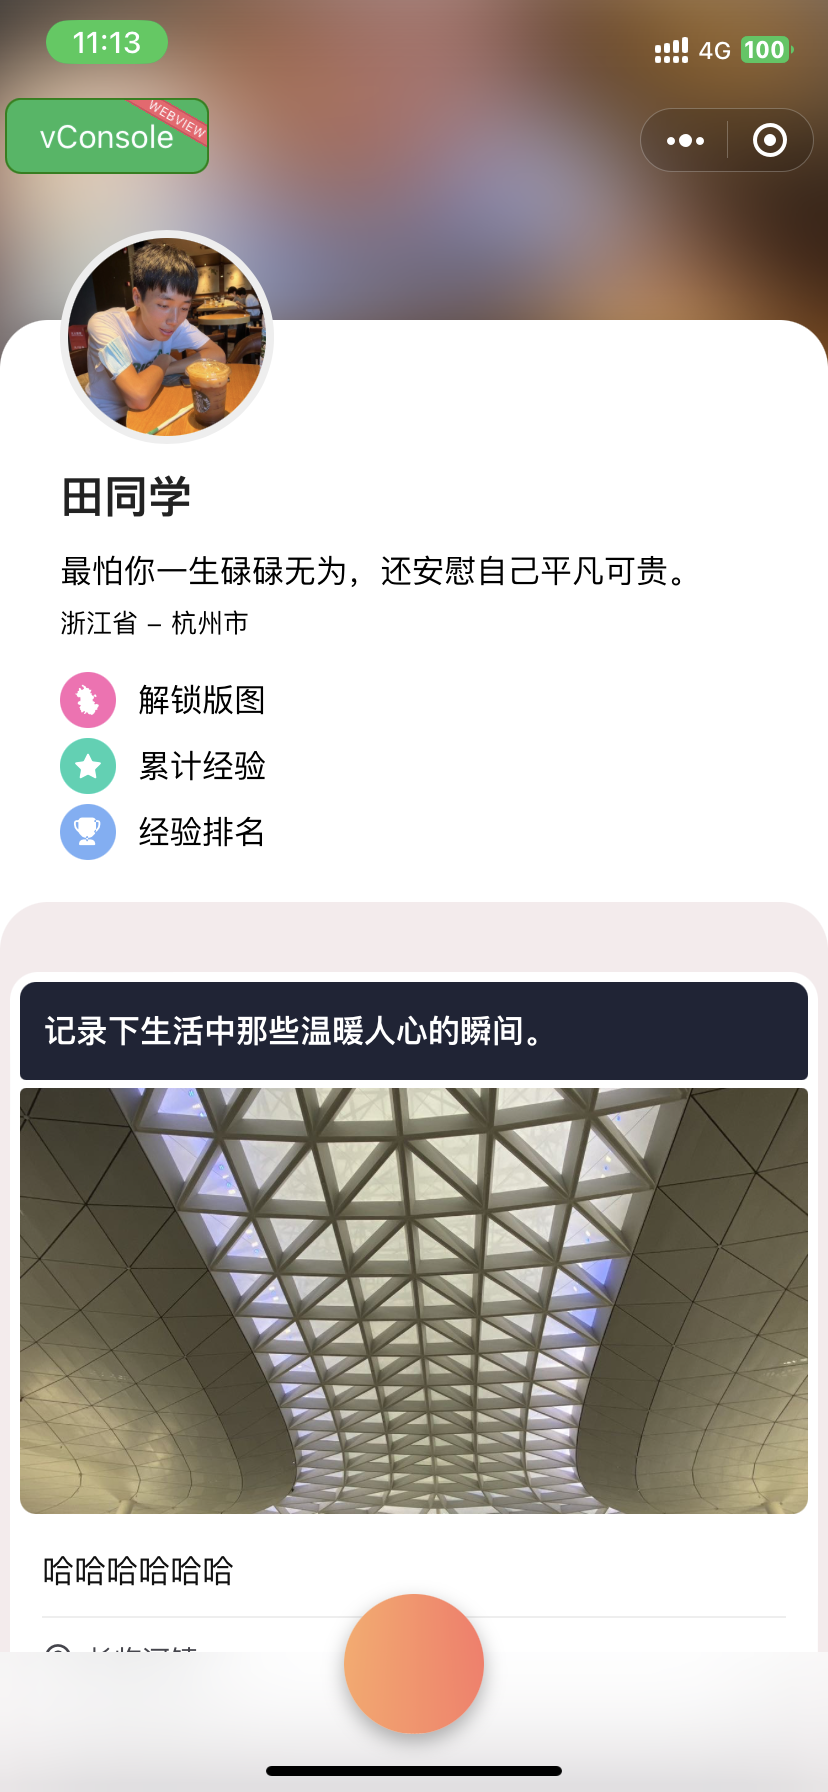 11:13
4G
100
vConsole
WEBVIEW
田同学
最怕你一生碌碌无为，还安慰自己平凡可贵。
浙江省 – 杭州市
解锁版图
累计经验
经验排名
记录下生活中那些温暖人心的瞬间。
哈哈哈哈哈哈